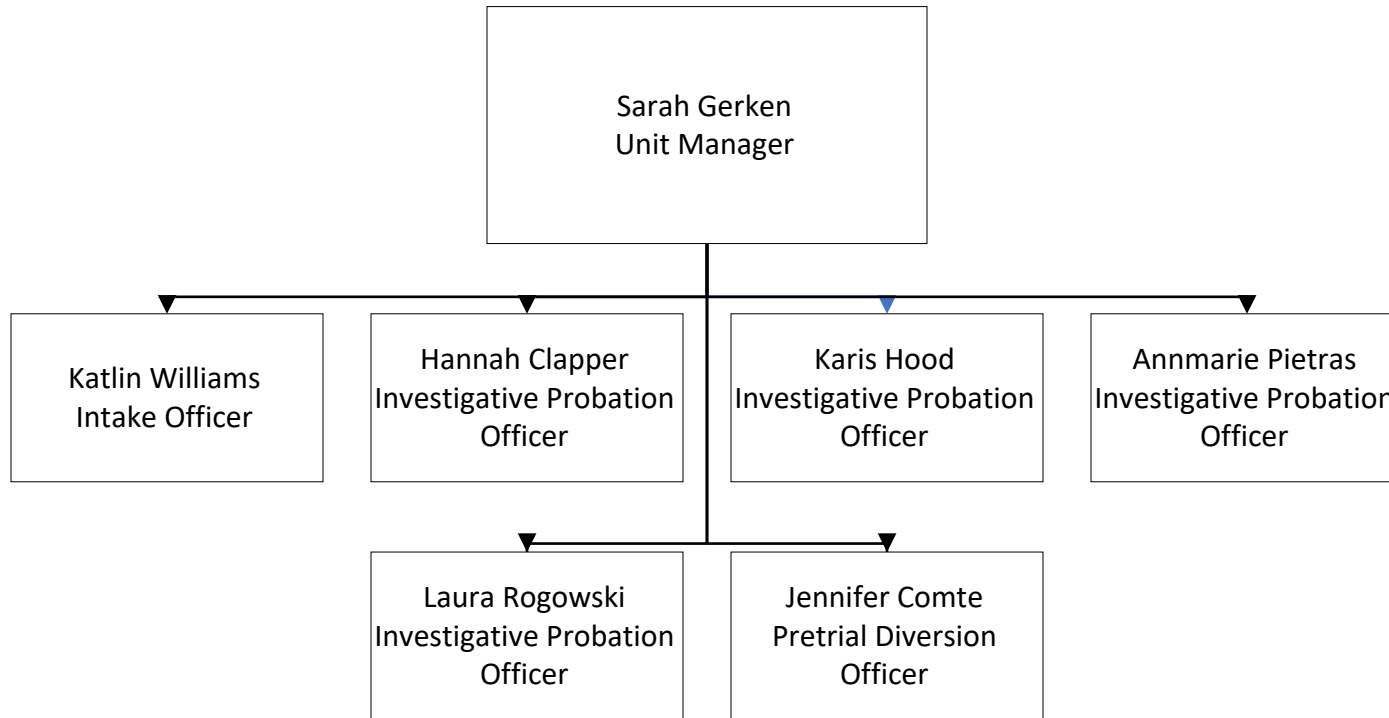 Sarah Gerken
Unit Manager
Katlin Williams
Intake Officer
Hannah Clapper
Investigative Probation
Officer
Karis Hood
Investigative Probation
Officer
Annmarie Pietras
Investigative Probation
Officer
Laura Rogowski
Investigative Probation
Officer
Jennifer Comte
Pretrial Diversion
Officer